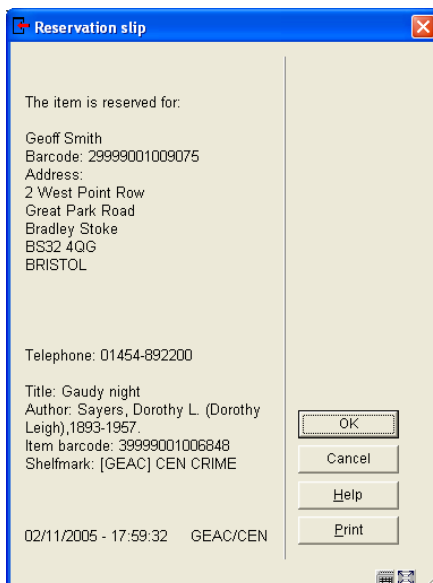 Reservation slip
The item is reserved for:
Geoff Smith
Barcode: 29999001009075
Address:
2 West Point Row
Great Park Road
Bradley Stoke
BS32 4QG
BRISTOL
Telephone: 01454-892200
Title: Gaudy night
Author: Sayers, Dorothy L. (Dorothy
Leigh),1893-1957.
Item barcode: 39999001006848
Shelfmark: [GEAC] CEN CRIME
02/11/2005 - 17:59:32 GEAC/CEN
OK
Cancel
Help
Print